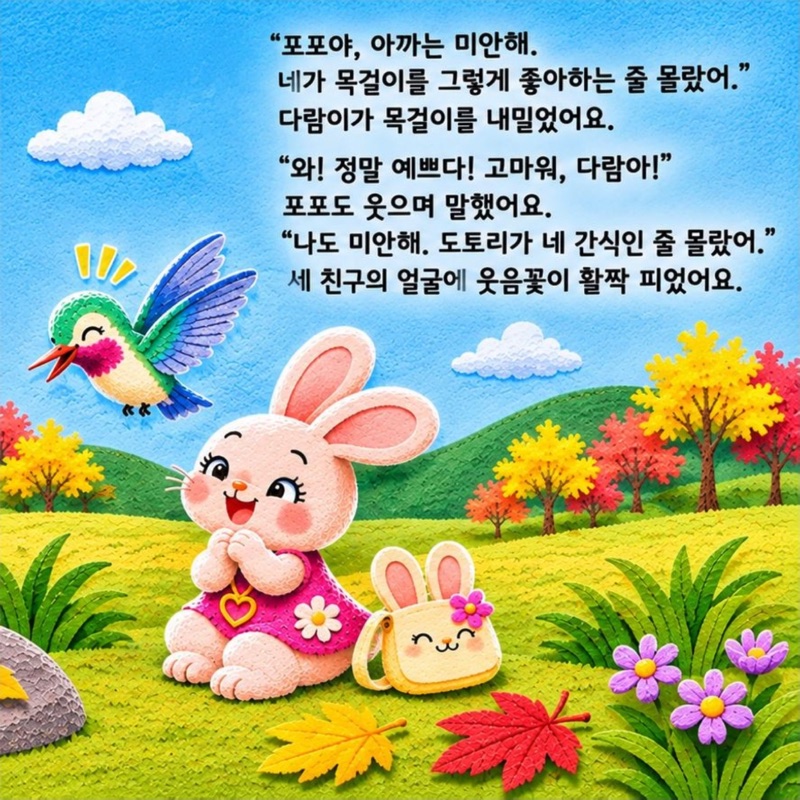 “포포야, 아까는 미안해.
네가 목걸이를 그렇게 좋아하는 줄 몰랐어.”
다람이가 목걸이를 내밀었어요.
“와! 정말 예쁘다! 고마워, 다람아!”
포포도 웃으며 말했어요.
“나도 미안해. 도토리가 네 간식인 줄 몰랐어.”
세 친구의 얼굴에 웃음꽃이 활짝 피었어요.